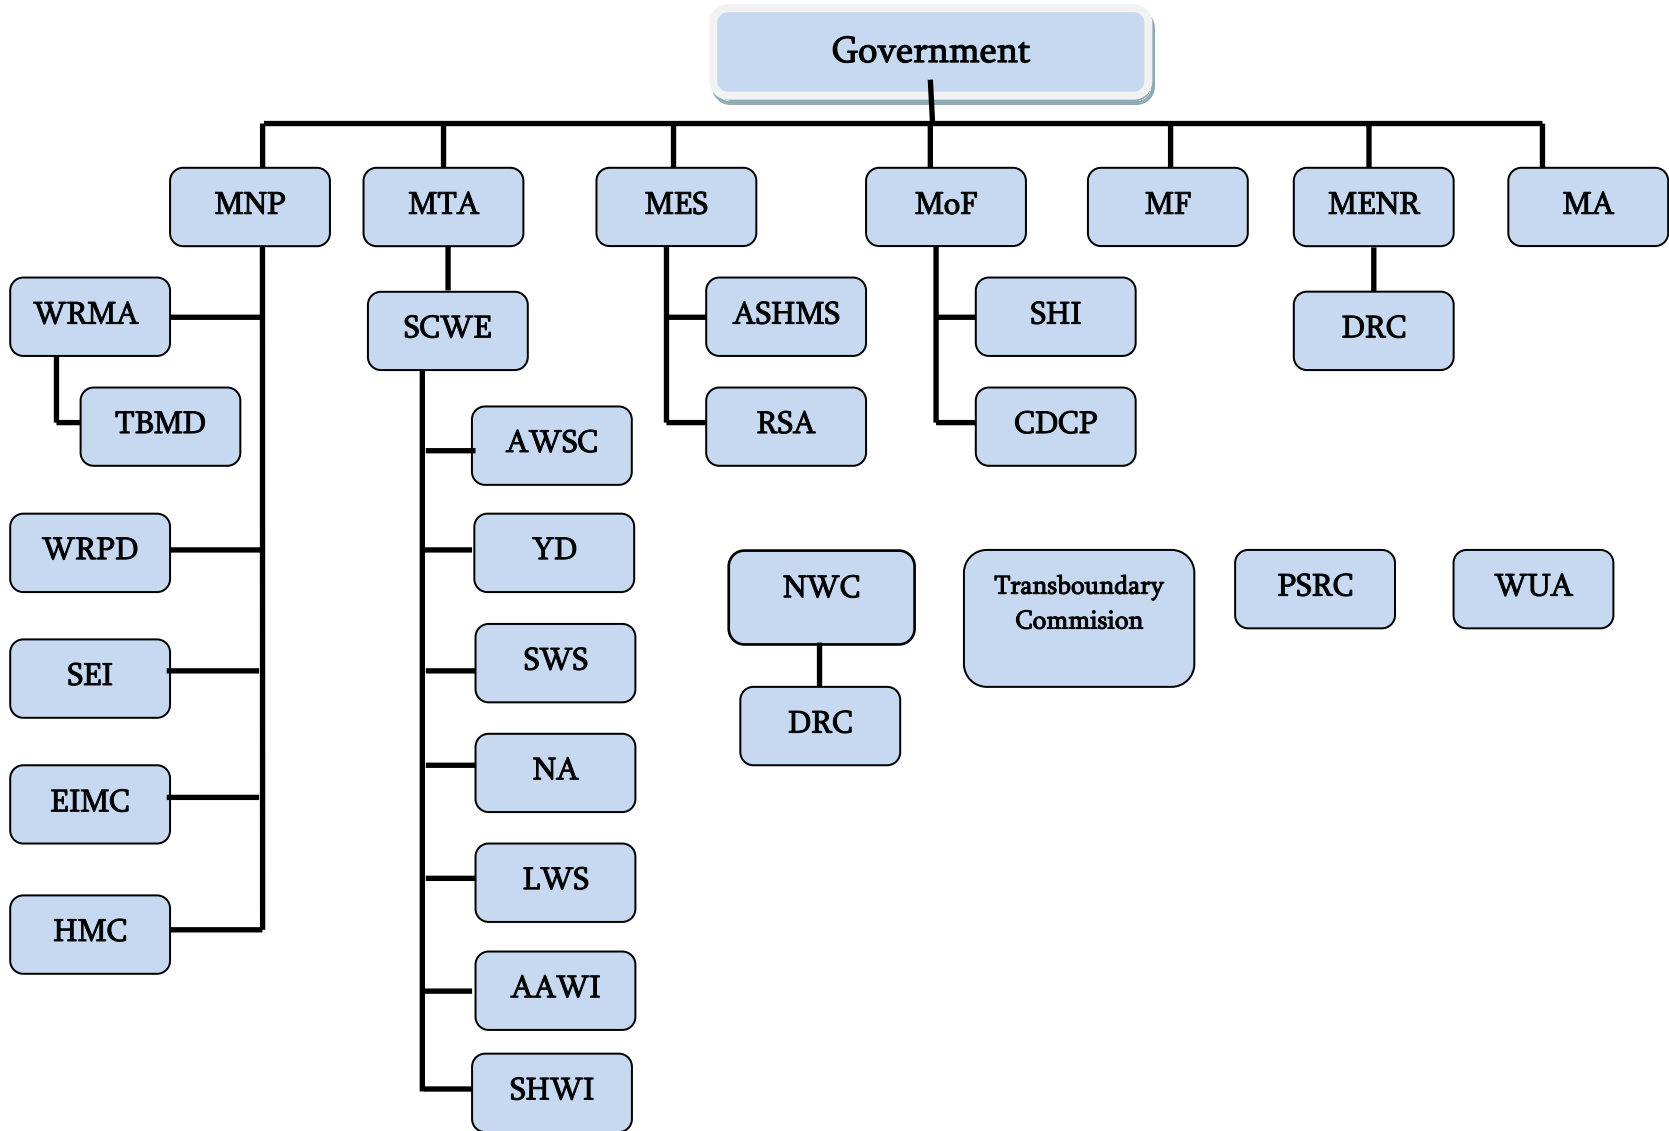 Government
MNP
MTA
MES
MoF
MF
MENR
MA
WRMA
TBMD
WRPD
SEI
EIMC
HMC
SCWE
AWSC
YD
SWS
NA
LWS
AAWI
SHWI
ASHMS
RSA
SHI
CDCP
DRC
NWC
DRC
Transboundary
Commision
PSRC
WUA